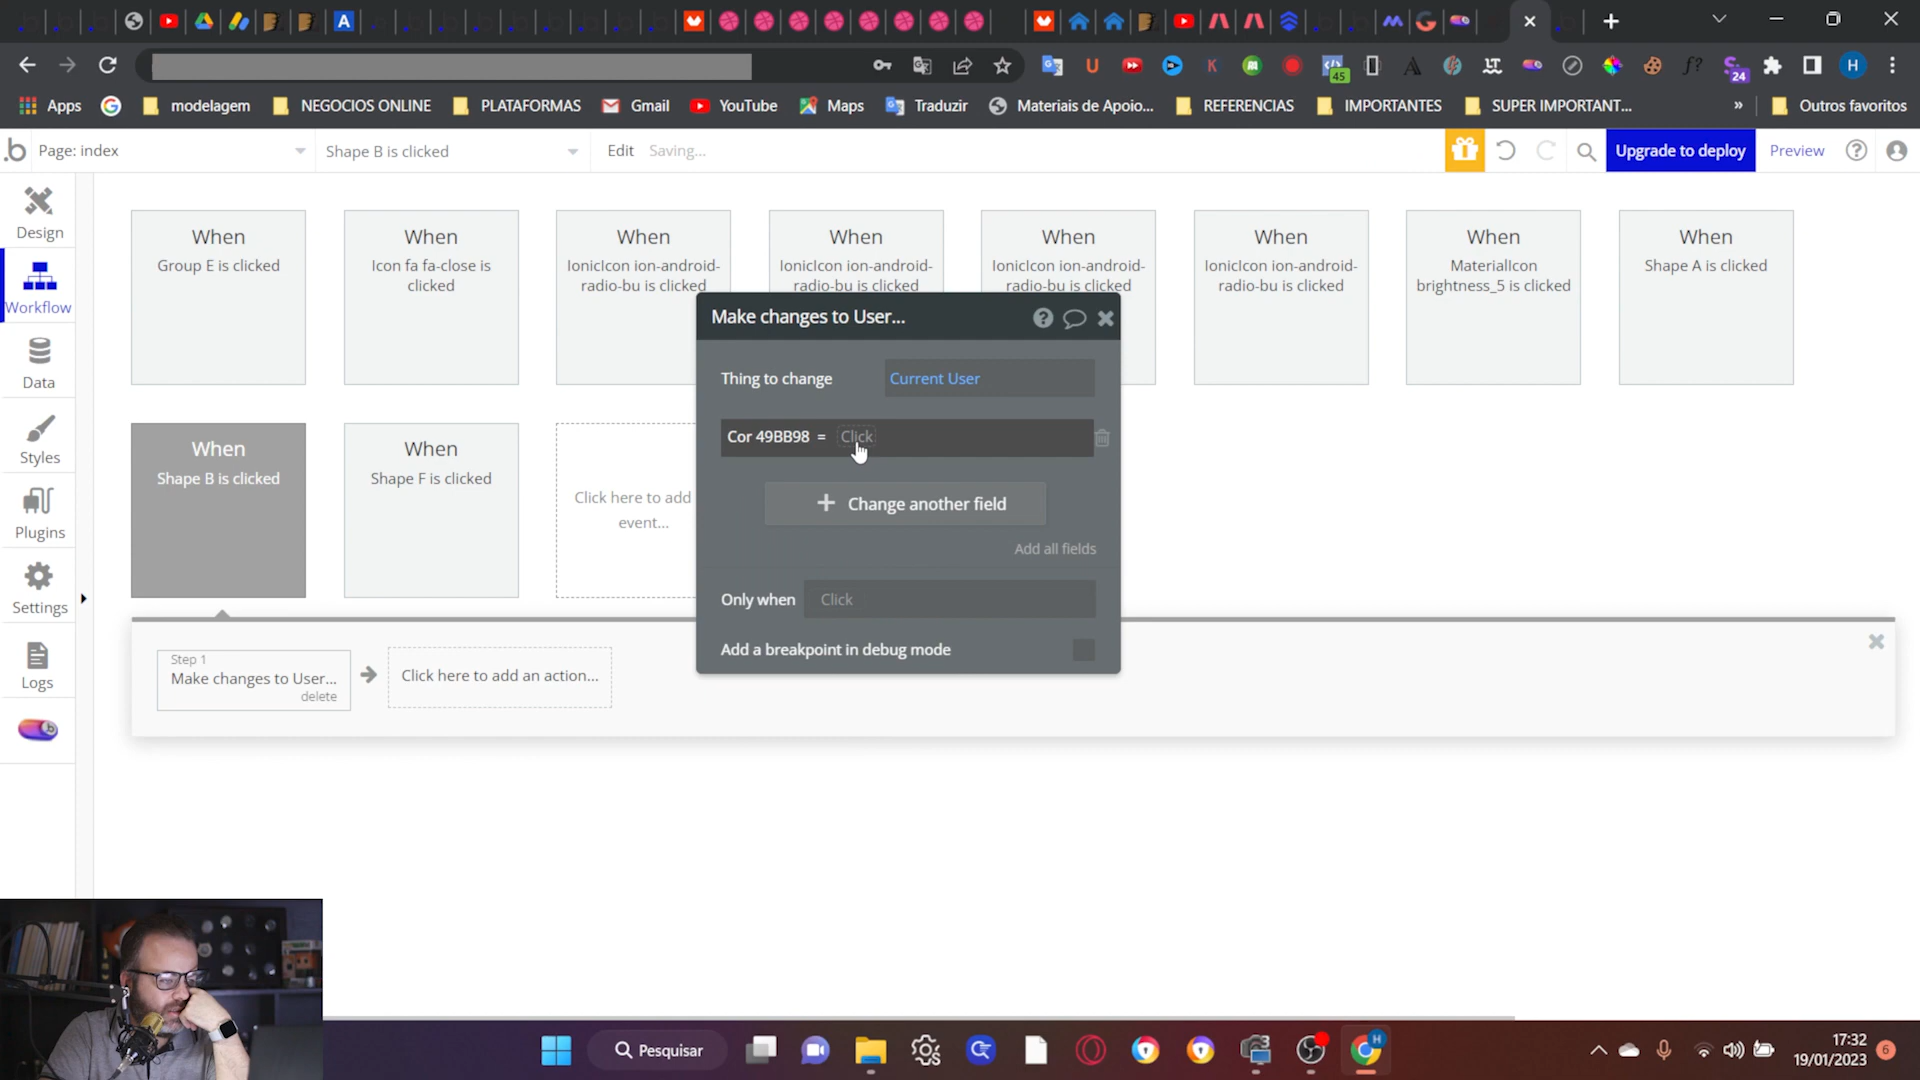 45
24
H
Apps
modelagem
NEGOCIOS ONLINE
PLATAFORMAS
Gmail
YouTube
Maps
Traduzir
Materiais de Apoio...
REFERENCIAS
IMPORTANTES
SUPER IMPORTANT...
»
Outros favoritos
.b
Page: index
Shape B is clicked
Edit
Saving...
Upgrade to deploy
Preview
Design
Workflow
Data
Styles
Plugins
Settings
Logs
When
Group E is clicked
When
Icon fa fa-close is
clicked
When
IonicIcon ion-android-
radio-bu is clicked
When
IonicIcon ion-android-
radio-bu is clicked
When
IonicIcon ion-android-
radio-bu is clicked
When
IonicIcon ion-android-
radio-bu is clicked
When
MaterialIcon
brightness_5 is clicked
When
Shape A is clicked
When
Shape B is clicked
When
Shape F is clicked
Click here to add
event...
Make changes to User...
Thing to change
Current User
Cor 49BB98 = Click
+ Change another field
Add all fields
Only when
Click
Add a breakpoint in debug mode
Step 1
Make changes to User...
delete
Click here to add an action...
Pesquisar
17:32
19/01/2023
6